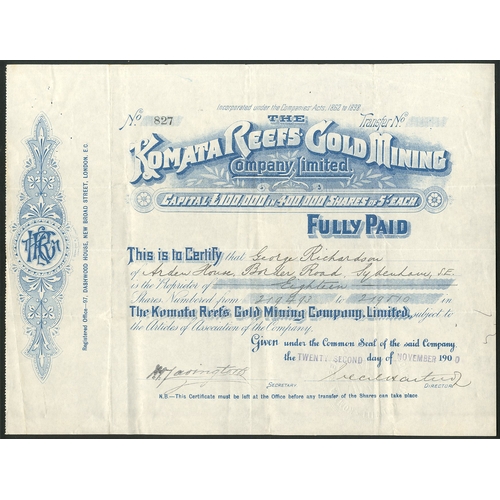 Incorporated under the Companies' Acts, 1862 to 1898.
No. 827 Transfer No.
THE
KOMATA REEFS GOLD MINING
Company, Limited.
CAPITAL £100,000 IN 400,000 SHARES OF 5/- EACH
FULLY PAID
This is to Certify that George Richardson
of Arden House, Border Road, Sydenham, S.E.
is the Proprietor of Eighteen
Shares Numbered from to 219510 in
The Komata Reefs Gold Mining Company, Limited, subject to
the Articles of Association of the Company.
Given under the Common Seal of the said Company,
the TWENTY-SECOND day of NOVEMBER 1900
SECRETARY DIRECTOR
N.B.—This Certificate must be left at the Office before any transfer of the Shares can take place
Registered Office—97, DASHWOOD HOUSE, NEW BROAD STREET, LONDON, E.C.